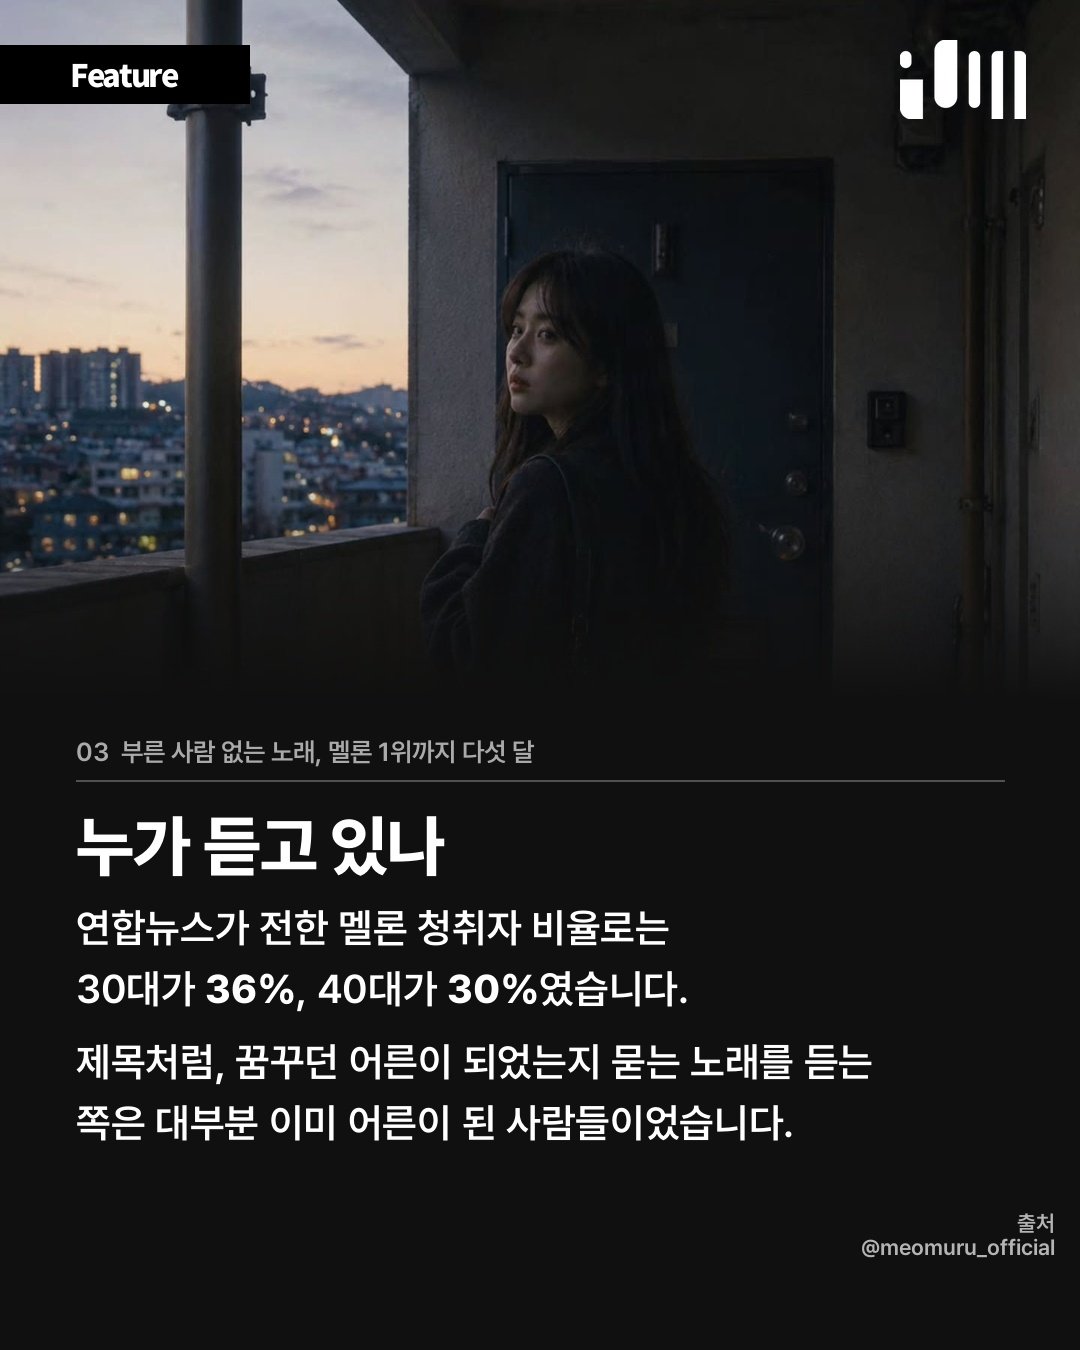 Feature
03 부른 사람 없는 노래, 멜론 1위까지 다섯 달
누가 듣고 있나
연합뉴스가 전한 멜론 청취자 비율로는
30대가 36%, 40대가 30%였습니다.
제목처럼, 꿈꾸던 어른이 되었는지 묻는 노래를 듣는
쪽은 대부분 이미 어른이 된 사람들이었습니다.
출처
@meomuru_official